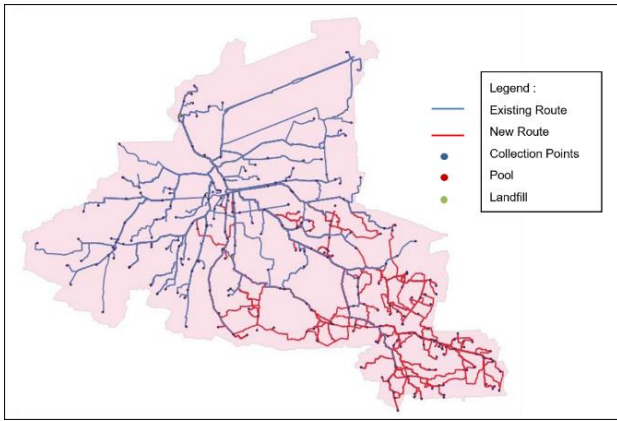 Legend :
Existing Route
New Route
Collection Points
Pool
Landfill